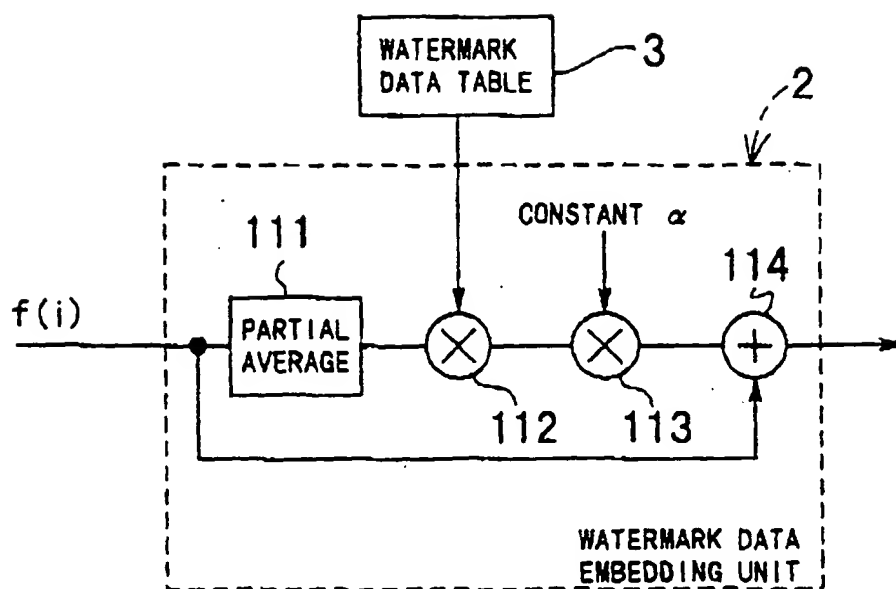 WATERMARK
DATA TABLE
3
2
CONSTANT α
111
114
f(i)
PARTIAL
AVERAGE
112
113
WATERMARK DATA
EMBEDDING UNIT